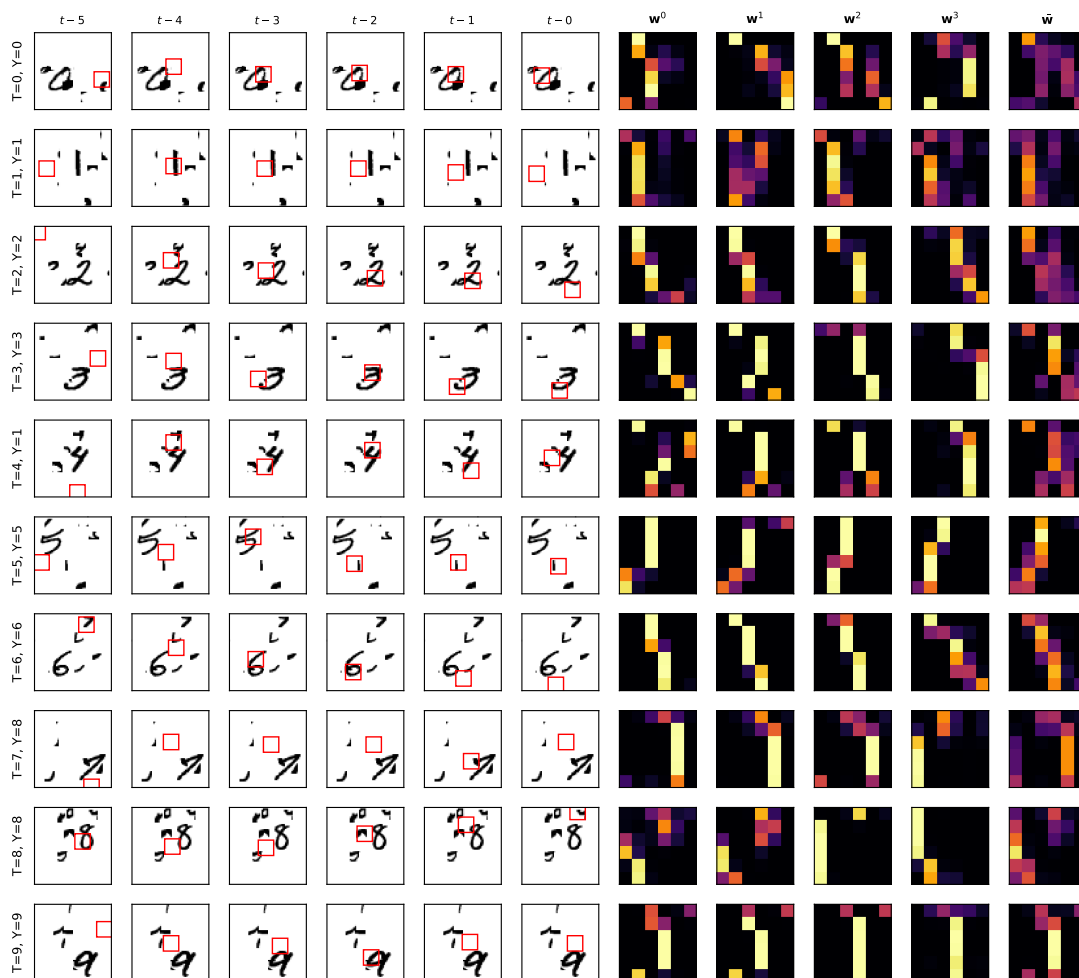 t − 5 t − 4 t − 3 t − 2 t − 1 t − 0 w⁰ w¹ w² w³ w̄
T=0, Y=0
T=1, Y=1
T=2, Y=2
T=3, Y=3
T=4, Y=1
T=5, Y=5
T=6, Y=6
T=7, Y=8
T=8, Y=8
T=9, Y=9